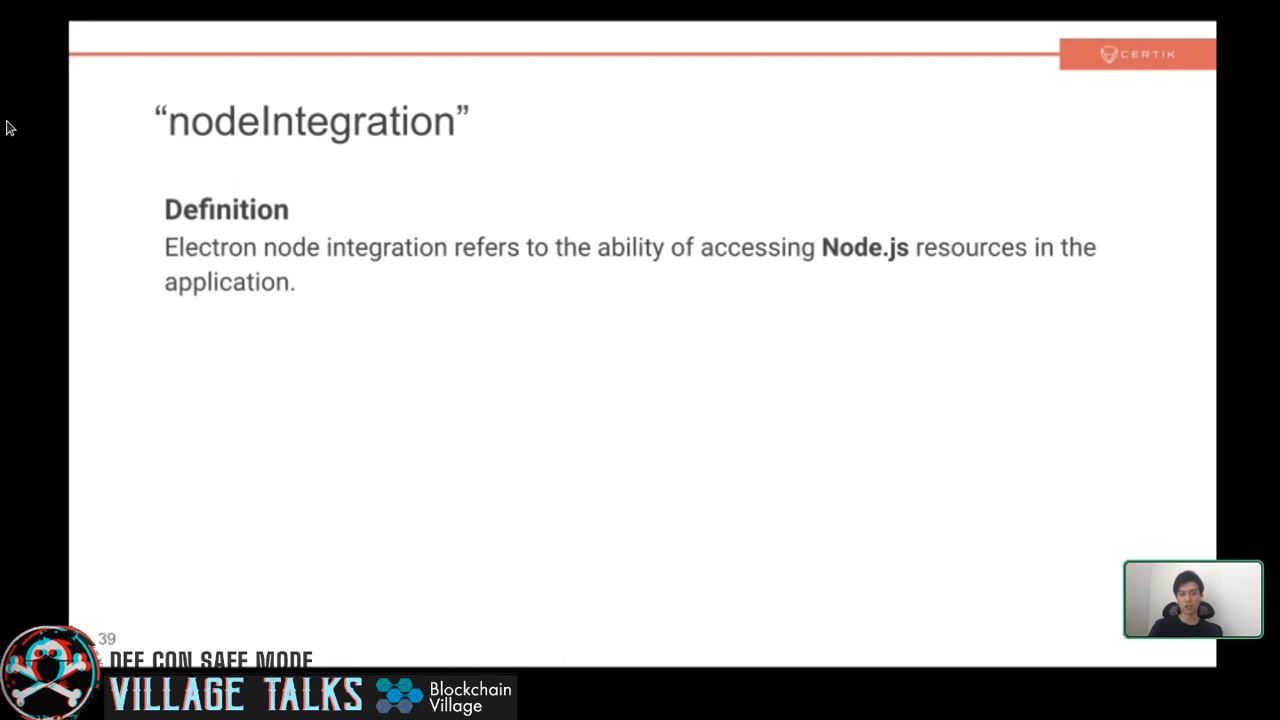 CERTIK
“nodeIntegration”
Definition
Electron node integration refers to the ability of accessing Node.js resources in the
application.
39
DEF CON SAFE MODE
VILLAGE TALKS
Blockchain
Village